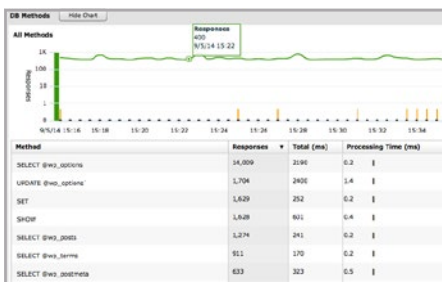 DB Methods Hide Chart
All Methods
Responses
400
9/5/14 15:22
1K
100
10
1
0
Responses
9/5/14 15:16 15:18 15:20 15:22 15:24 15:26 15:28 15:30 15:32 15:34
Method Responses ▼ Total (ms) Processing Time (ms)
SELECT @wp_options 14,009 2190 0.2
UPDATE @wp_options` 1,704 2400 1.4
SET 1,629 252 0.2
SHOW 1,628 601 0.4
SELECT @wp_posts 1,274 241 0.2
SELECT @wp_terms 911 170 0.2
SELECT @wp_postmeta 633 323 0.5